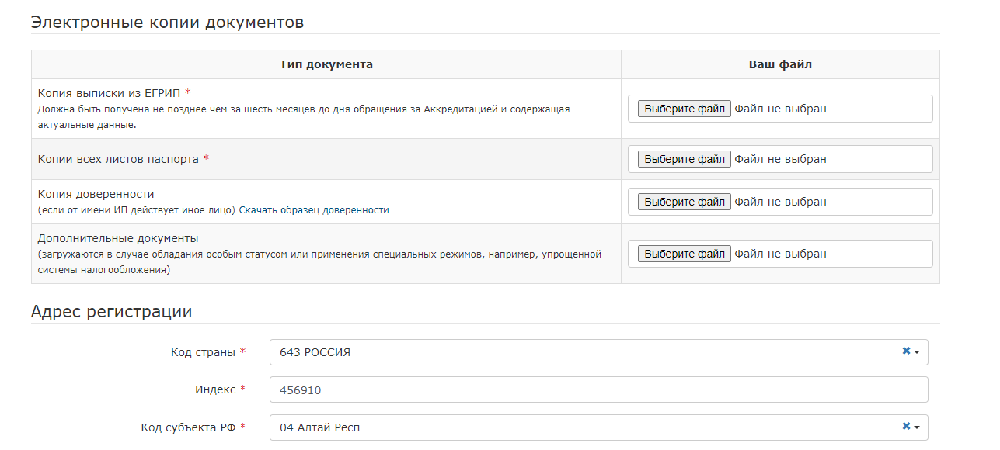 Электронные копии документов
Тип документа
Ваш файл
Копия выписки из ЕГРИП *
Должна быть получена не позднее чем за шесть месяцев до дня обращения за Аккредитацией и содержащая
актуальные данные.
Выберите файл Файл не выбран
Копии всех листов паспорта *
Выберите файл Файл не выбран
Копия доверенности
(если от имени ИП действует иное лицо) Скачать образец доверенности
Выберите файл Файл не выбран
Дополнительные документы
(загружаются в случае обладания особым статусом или применения специальных режимов, например, упрощенной
системы налогообложения)
Выберите файл Файл не выбран
Адрес регистрации
Код страны * 643 РОССИЯ
Индекс * 456910
Код субъекта РФ * 04 Алтай Респ